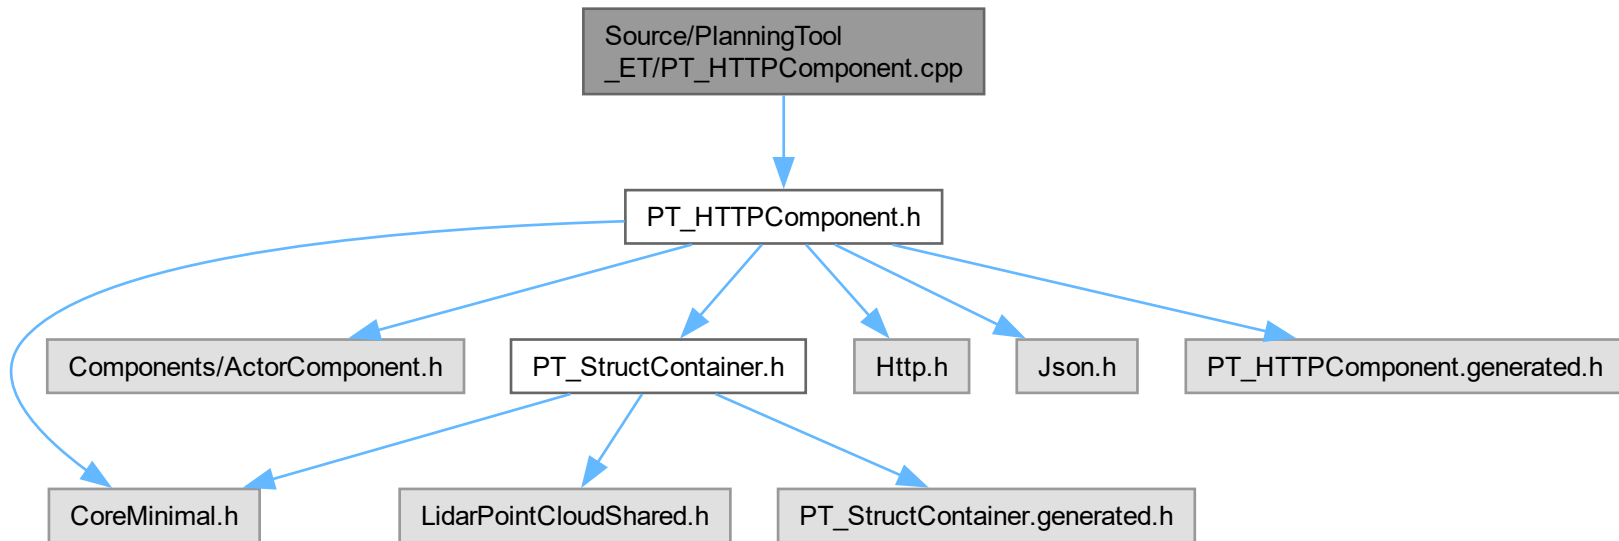 Source/PlanningTool
_ET/PT_HTTPComponent.cpp
PT_HTTPComponent.h
Components/ActorComponent.h
PT_StructContainer.h
Http.h
Json.h
PT_HTTPComponent.generated.h
CoreMinimal.h
LidarPointCloudShared.h
PT_StructContainer.generated.h